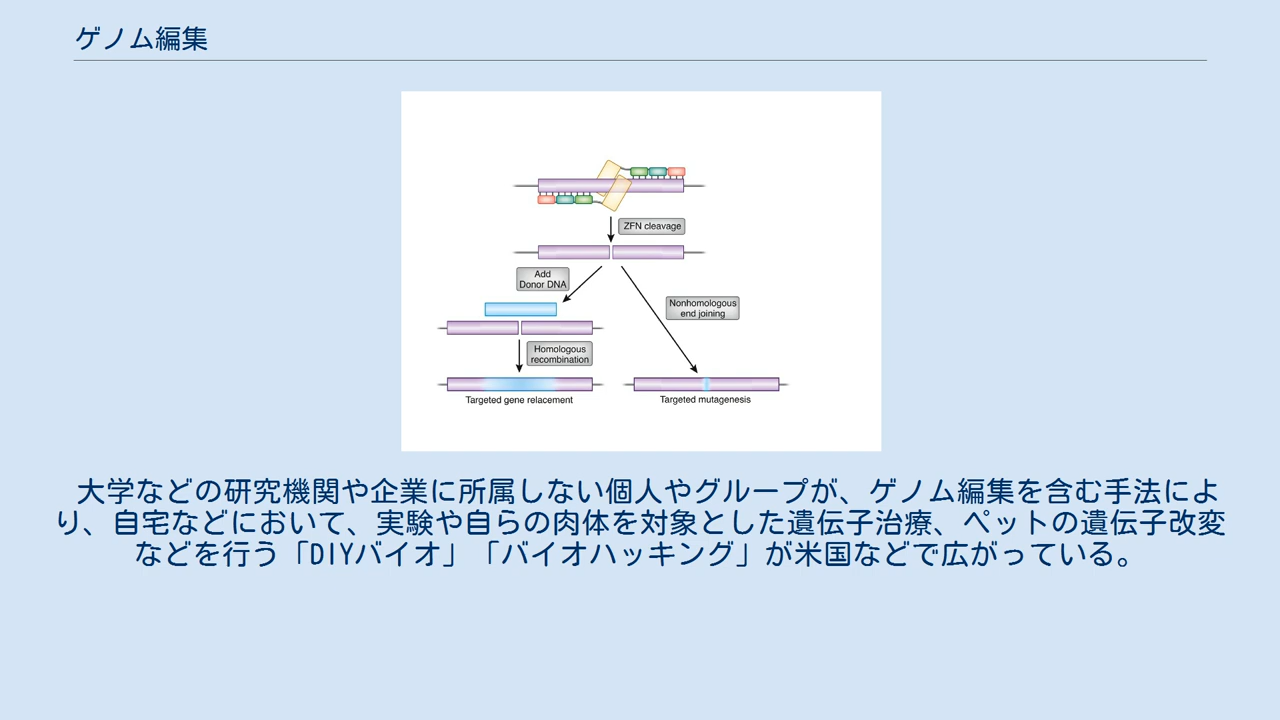 ゲノム編集
ZFN cleavage
Add
Donor DNA
Nonhomologous
end joining
Homologous
recombination
Targeted gene relacement
Targeted mutagenesis
大学などの研究機関や企業に所属しない個人やグループが、ゲノム編集を含む手法によ
り、自宅などにおいて、実験や自らの肉体を対象とした遺伝子治療、ペットの遺伝子改変
などを行う「DIYバイオ」「バイオハッキング」が米国などで広がっている。